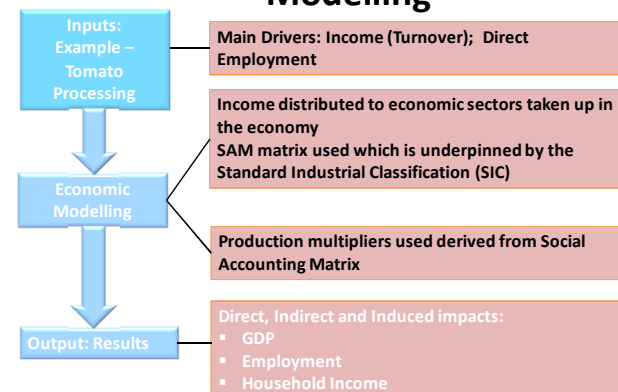 Modelling
Inputs:
Example –
Tomato
Processing
Main Drivers: Income (Turnover);  Direct
Employment
Income distributed to economic sectors taken up in
the economy
SAM matrix used which is underpinned by the
Standard Industrial Classification (SIC)
Economic
Modelling
Production multipliers used derived from Social
Accounting Matrix
Output: Results
Direct, Indirect and Induced impacts:
▪ GDP
▪ Employment
▪ Household Income